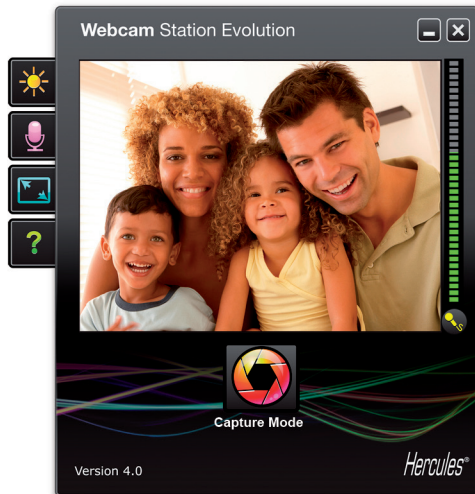 Webcam Station Evolution
?
S
Capture Mode
Version 4.0
Hercules®